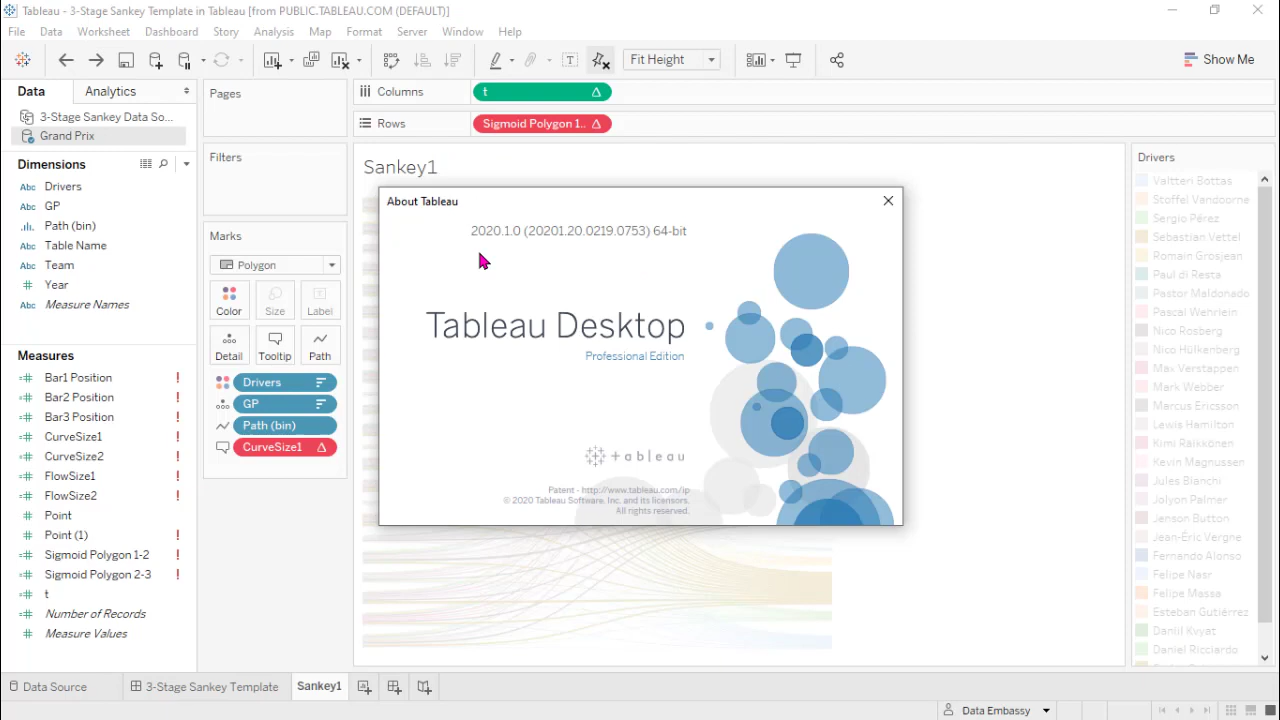 Tableau - 3-Stage Sankey Template in Tableau [from PUBLIC.TABLEAU.COM (DEFAULT)]
File Data Worksheet Dashboard Story Analysis Map Format Server Window Help
Fit Height
Show Me
Data Analytics
3-Stage Sankey Data So...
Grand Prix
Dimensions
Abc Drivers
Abc GP
Path (bin)
Abc Table Name
Abc Team
Year
Abc Measure Names
Measures
Bar1 Position !
Bar2 Position !
Bar3 Position !
CurveSize1 !
CurveSize2 !
FlowSize1 !
FlowSize2 !
Point
Point (1) !
Sigmoid Polygon 1-2 !
Sigmoid Polygon 2-3 !
t
Number of Records
Measure Values
Pages
Filters
Marks
Polygon
Color Size Label
Detail Tooltip Path
Drivers
GP
Path (bin)
CurveSize1
Columns t
Rows Sigmoid Polygon 1..
Sankey1
About Tableau
2020.1.0 (20201.20.0219.0753) 64-bit
Tableau Desktop
Professional Edition
+ a b l e a u
Patent - http://www.tableau.com/ip
© 2020 Tableau Software, Inc. and its licensors.
All rights reserved.
Drivers
Valtteri Bottas
Stoffel Vandoorne
Sergio Pérez
Sebastian Vettel
Romain Grosjean
Paul di Resta
Pastor Maldonado
Pascal Wehrlein
Nico Rosberg
Nico Hülkenberg
Max Verstappen
Mark Webber
Marcus Ericsson
Lewis Hamilton
Kimi Räikkönen
Kevin Magnussen
Jules Bianchi
Jolyon Palmer
Jenson Button
Jean-Éric Vergne
Fernando Alonso
Felipe Nasr
Felipe Massa
Esteban Gutiérrez
Daniil Kvyat
Daniel Ricciardo
Data Source 3-Stage Sankey Template Sankey1
Data Embassy